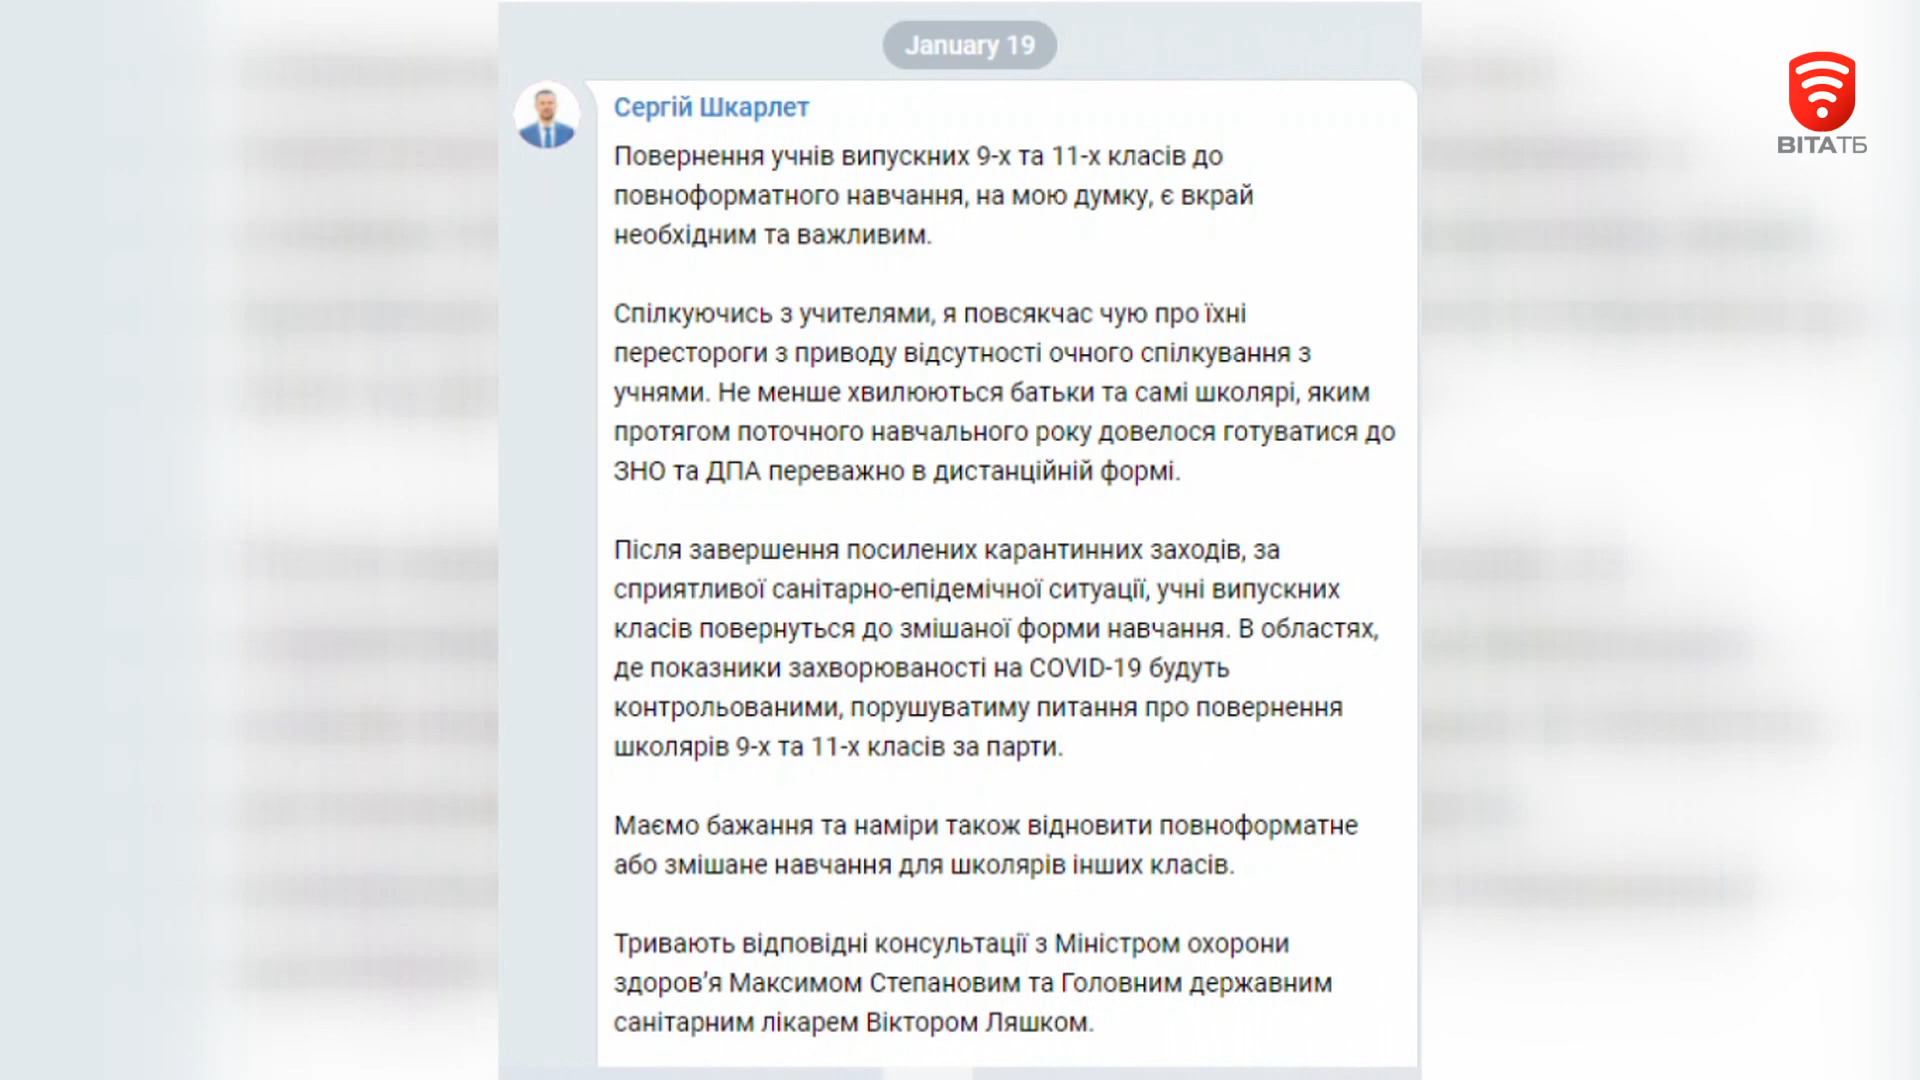 January 19
Сергій Шкарлет
Повернення учнів випускних 9-х та 11-х класів до
повноформатного навчання, на мою думку, є вкрай
необхідним та важливим.
Спілкуючись з учителями, я повсякчас чую про їхні
перестороги з приводу відсутності очного спілкування з
учнями. Не менше хвилюються батьки та самі школярі, яким
протягом поточного навчального року довелося готуватися до
ЗНО та ДПА переважно в дистанційній формі.
Після завершення посилених карантинних заходів, за
сприятливої санітарно-епідемічної ситуації, учні випускних
класів повернуться до змішаної форми навчання. В областях,
де показники захворюваності на COVID-19 будуть
контрольованими, порушуватиму питання про повернення
школярів 9-х та 11-х класів за парти.
Маємо бажання та наміри також відновити повноформатне
або змішане навчання для школярів інших класів.
Тривають відповідні консультації з Міністром охорони
здоров’я Максимом Степановим та Головним державним
санітарним лікарем Віктором Ляшком.
ВІТАТБ